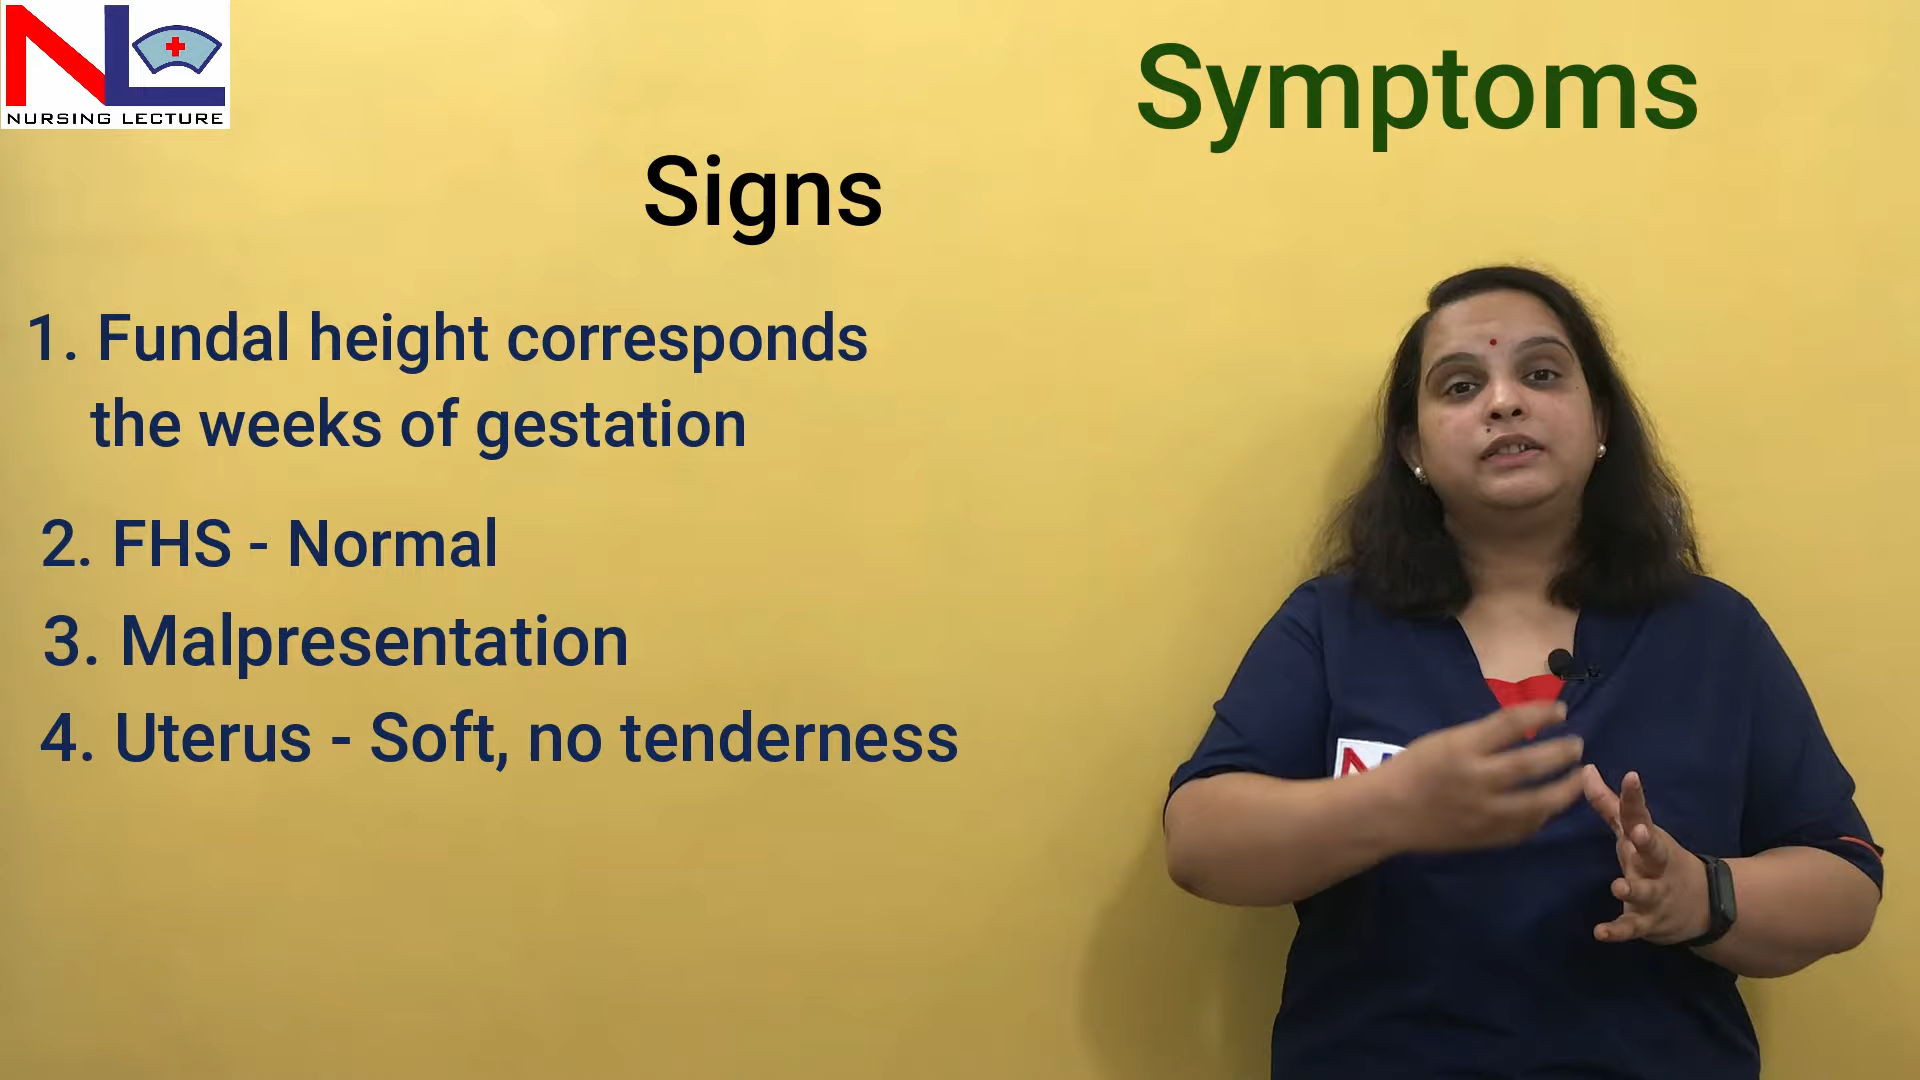 NURSING LECTURE
Symptoms
Signs
1. Fundal height corresponds
the weeks of gestation
2. FHS - Normal
3. Malpresentation
4. Uterus - Soft, no tenderness